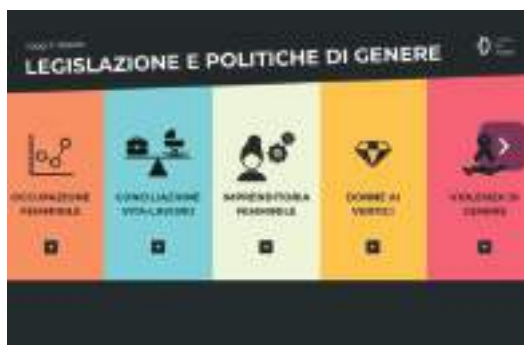 LEGISLAZIONE E POLITICHE DI GENERE
OCCUPAZIONE
FEMMINILE
CONCILIAZIONE
VITA-LAVORO
IMPRENDITORIA
FEMMINILE
DONNE AI
VERTICI
VIOLENZA DI
GENERE